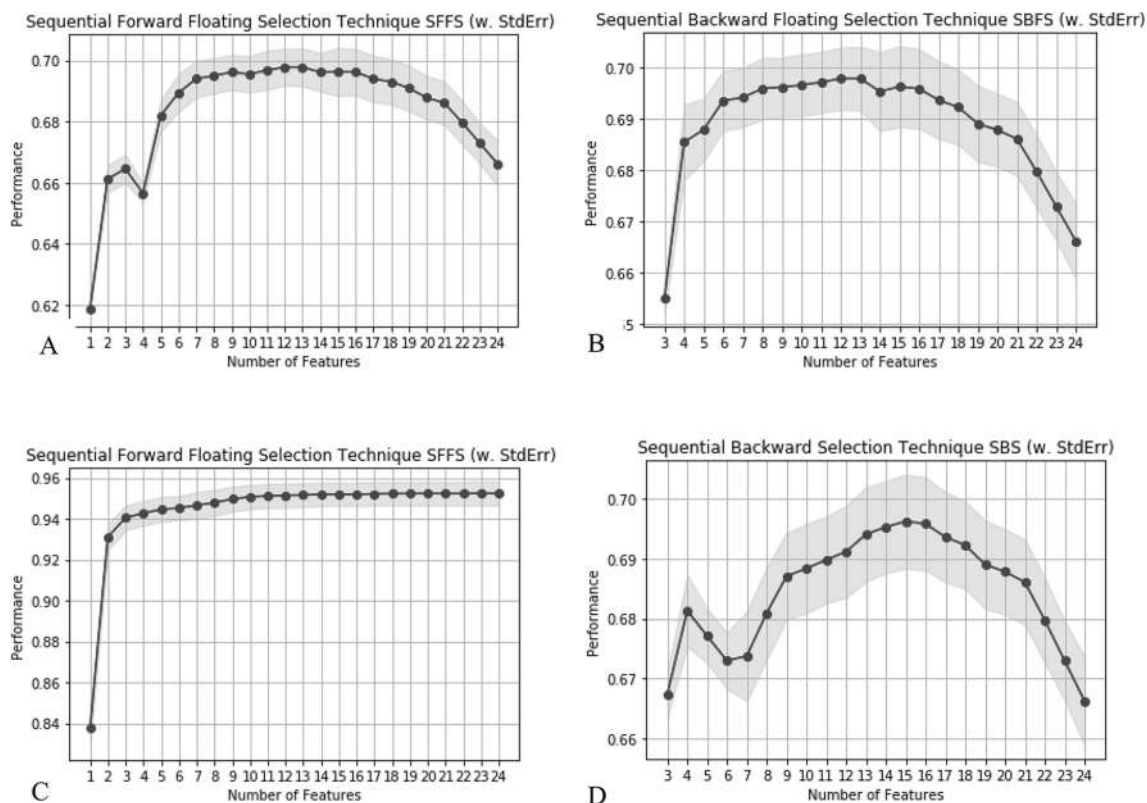 Sequential Forward Floating Selection Technique SFFS (w. StdErr)
0.70
0.68
0.66
0.64
0.62
Performance
1 2 3 4 5 6 7 8 9 10 11 12 13 14 15 16 17 18 19 20 21 22 23 24
Number of Features
A
Sequential Backward Floating Selection Technique SBFS (w. StdErr)
0.70
0.69
0.68
0.67
0.66
5
Performance
3 4 5 6 7 8 9 10 11 12 13 14 15 16 17 18 19 20 21 22 23 24
Number of Features
B
Sequential Forward Floating Selection Technique SFFS (w. StdErr)
0.96
0.94
0.92
0.90
0.88
0.86
0.84
Performance
1 2 3 4 5 6 7 8 9 10 11 12 13 14 15 16 17 18 19 20 21 22 23 24
Number of Features
C
Sequential Backward Selection Technique SBS (w. StdErr)
0.70
0.69
0.68
0.67
0.66
Performance
3 4 5 6 7 8 9 10 11 12 13 14 15 16 17 18 19 20 21 22 23 24
Number of Features
D